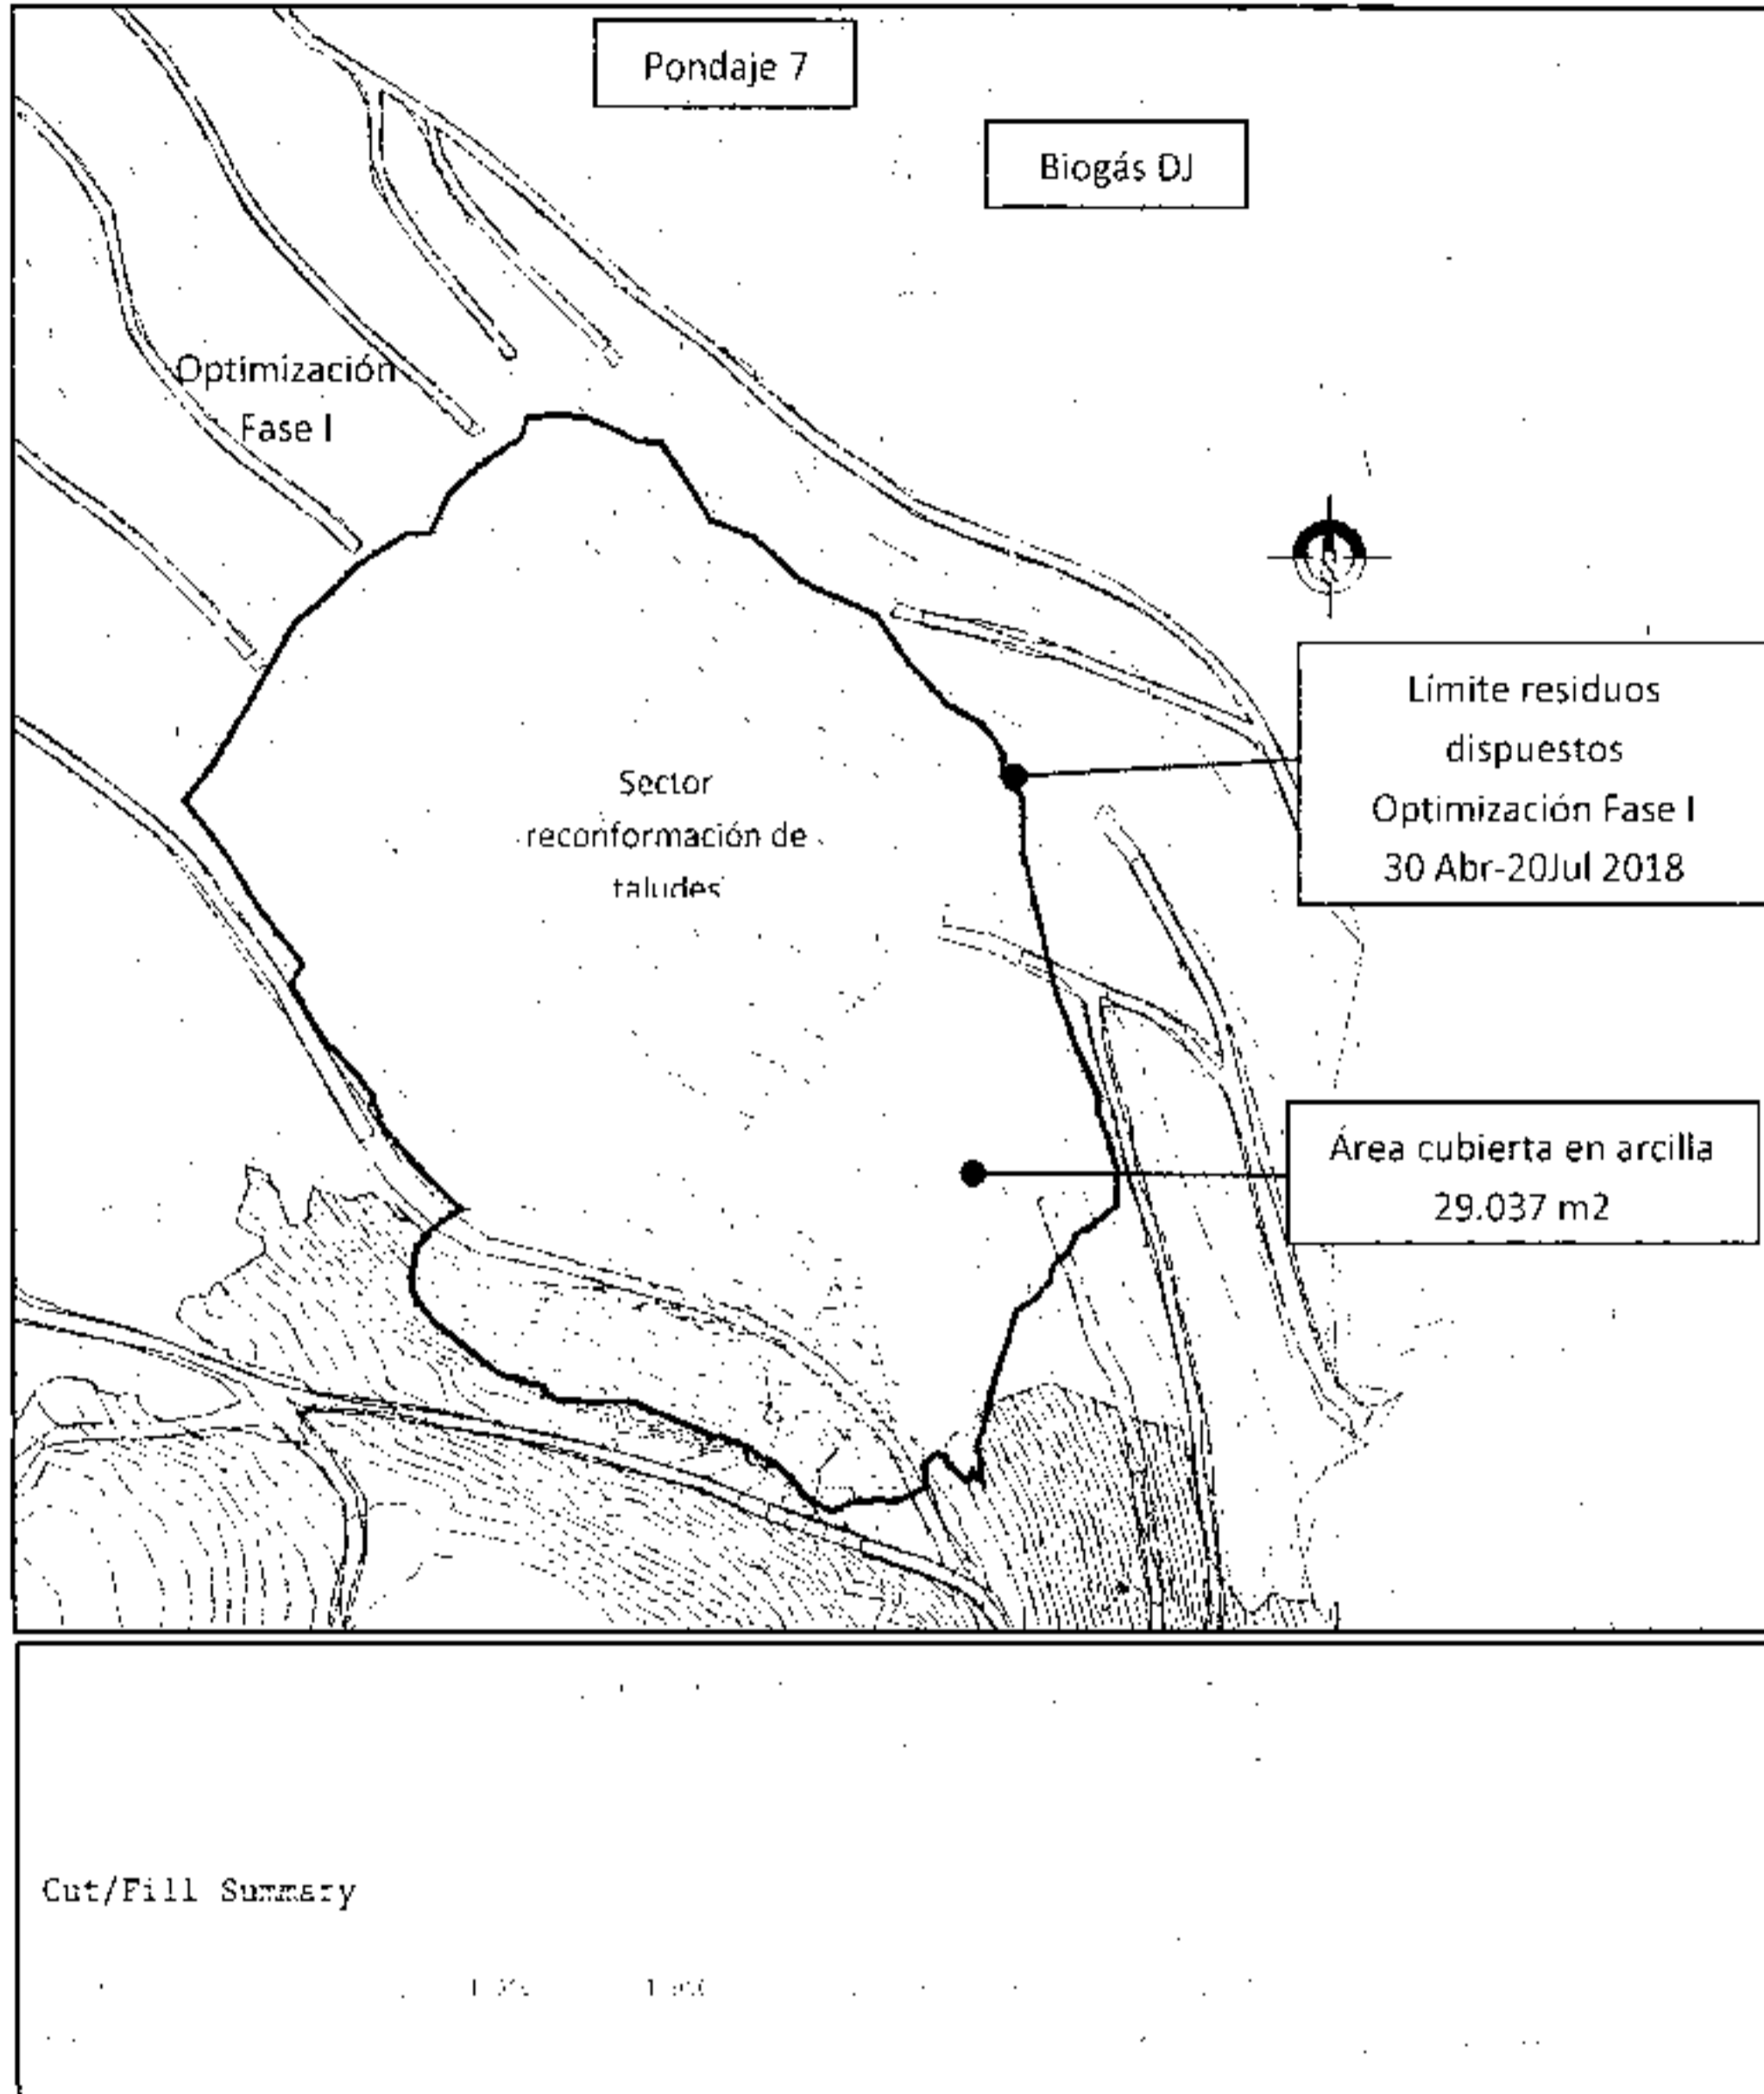 Pondaje 7
Biogás DJ
Optimización
Fase I
Límite residuos
dispuestos
Optimización Fase I
30 Abr-20Jul 2018
Sector
reconformación de
taludes
Área cubierta en arcilla
29.037 m2
Cut/Fill Summary